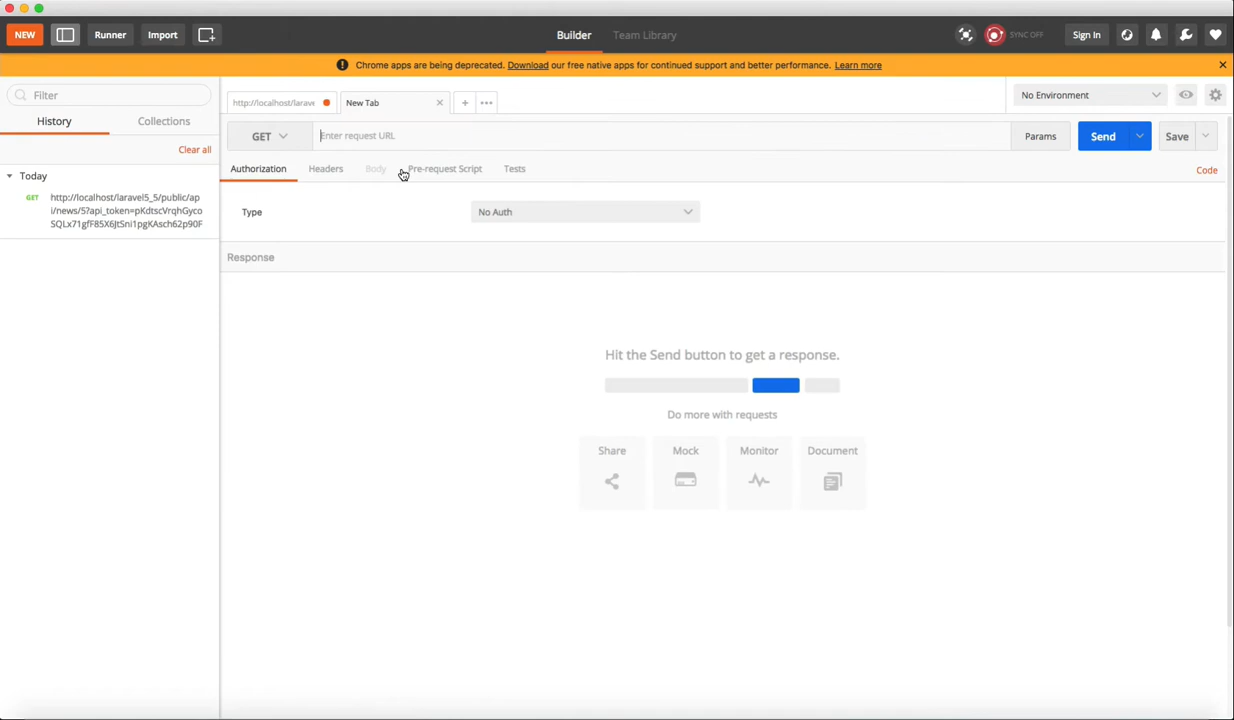 NEW
Runner
Import
Builder
Team Library
SYNC OFF
Sign In
Chrome apps are being deprecated. Download our free native apps for continued support and better performance. Learn more
Filter
http://localhost/larave
New Tab
No Environment
History
Collections
GET
Enter request URL
Params
Send
Save
Clear all
Authorization
Headers
Body
Pre-request Script
Tests
Code
Today
GET
http://localhost/laravel5_5/public/ap
i/news/5?api_token=pKdtscVrqhGyco
SQLx71gfF85X6JtSni1pgKAsch62p90F
Type
No Auth
Response
Hit the Send button to get a response.
Do more with requests
Share
Mock
Monitor
Document